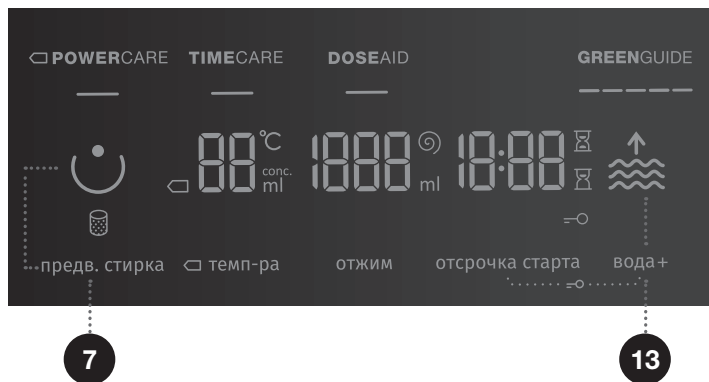 POWERCARE TIMECARE DOSEAID GREENGUIDE
88 °C 1888 18:88
conc.
ml ml
предв. стирка темп-ра отжим отсрочка старта вода+
7 13